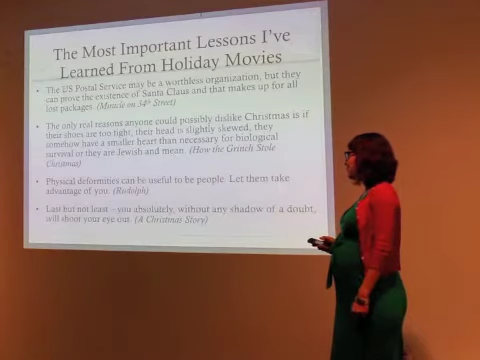 The Most Important Lessons I've
Learned From Holiday Movies
• The US Postal Service may be a worthless organization, but they
can prove the existence of Santa Claus and that makes up for all
lost packages. (Miracle on 34th Street)
• The only real reasons anyone could possibly dislike Christmas is if
their shoes are too tight, their head is slightly skewed, they
somehow have a smaller heart than necessary for biological
survival or they are Jewish and mean. (How the Grinch Stole
Christmas)
• Physical deformities can be useful to be people. Let them take
advantage of you. (Rudolph)
• Last but not least – you absolutely, without any shadow of a doubt,
will shoot your eye out. (A Christmas Story)